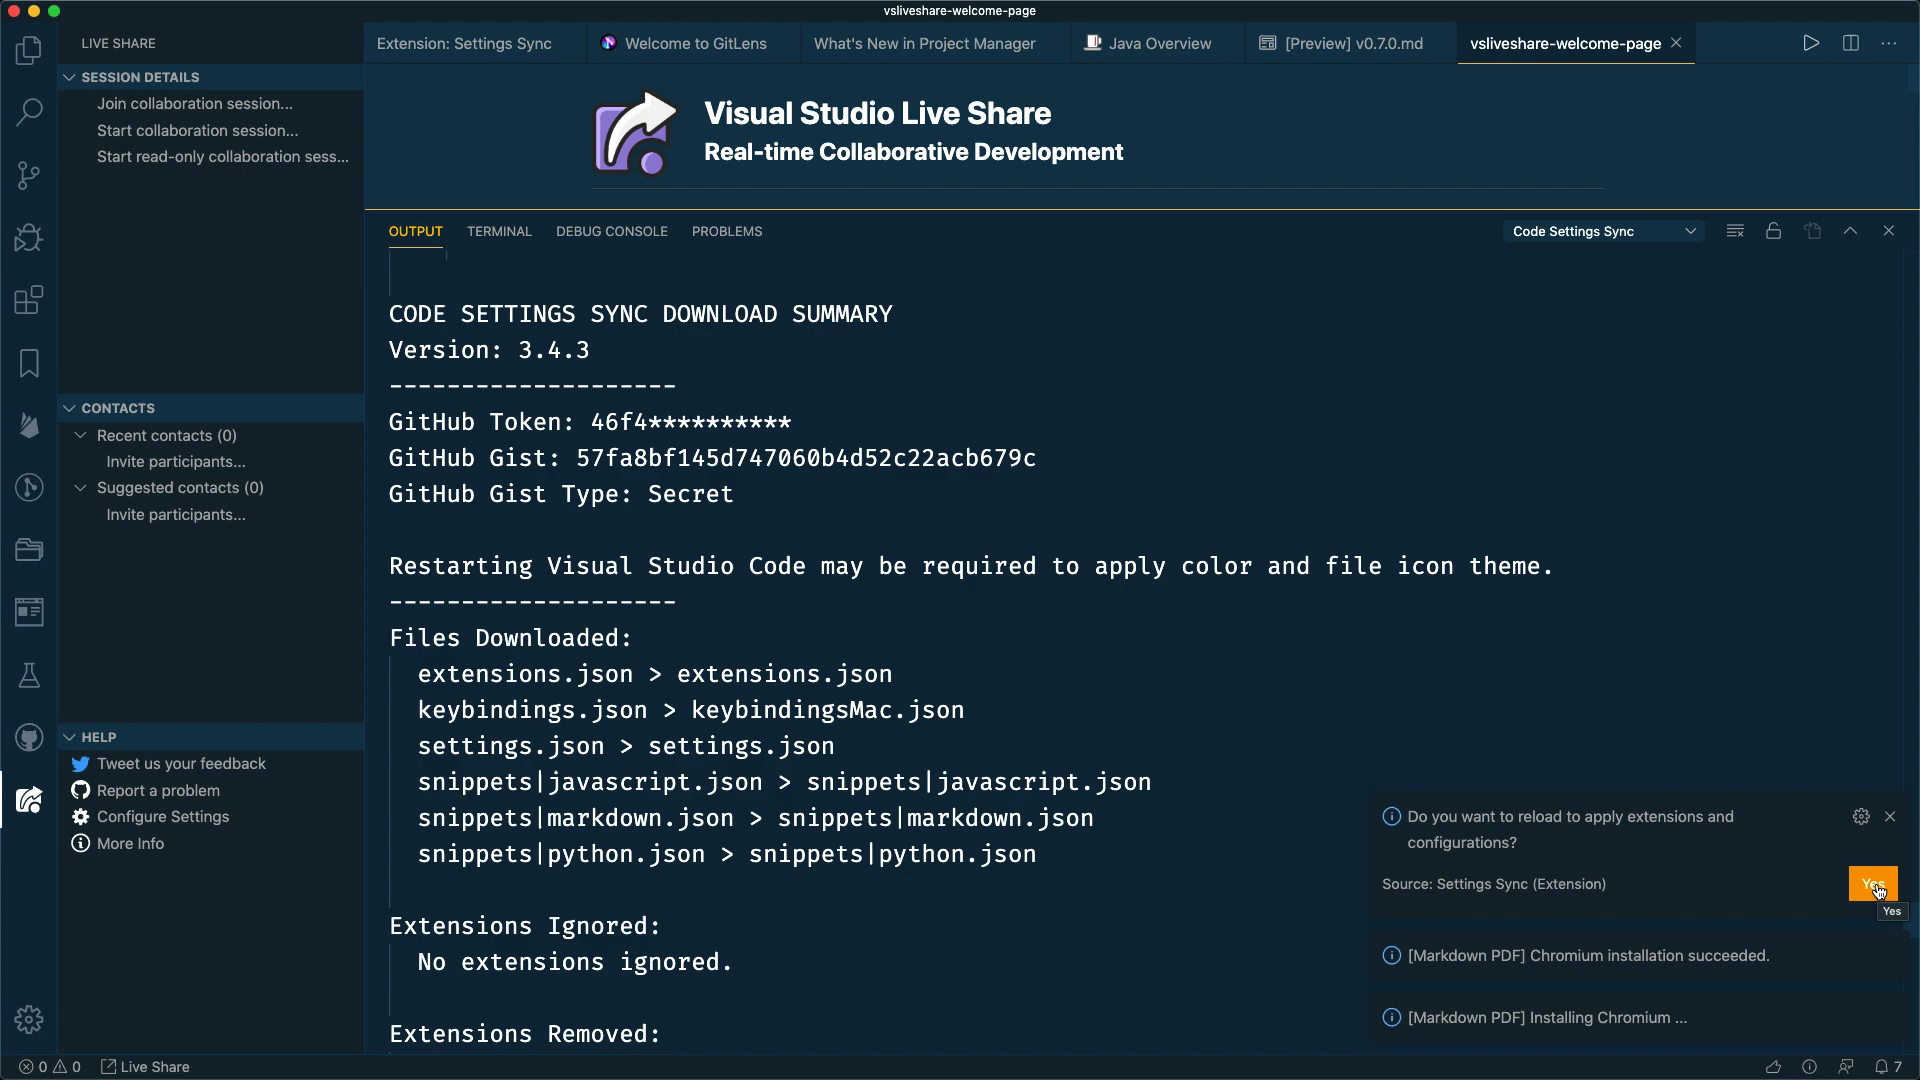 vsliveshare-welcome-page
LIVE SHARE
Extension: Settings Sync
Welcome to GitLens
What's New in Project Manager
Java Overview
[Preview] v0.7.0.md
vsliveshare-welcome-page
SESSION DETAILS
Join collaboration session...
Start collaboration session...
Start read-only collaboration sess...
CONTACTS
Recent contacts (0)
Invite participants...
Suggested contacts (0)
Invite participants...
HELP
Tweet us your feedback
Report a problem
Configure Settings
More Info
Visual Studio Live Share
Real-time Collaborative Development
OUTPUT
TERMINAL
DEBUG CONSOLE
PROBLEMS
Code Settings Sync
CODE SETTINGS SYNC DOWNLOAD SUMMARY
Version: 3.4.3
--------------------
GitHub Token: 46f4**********
GitHub Gist: 57fa8bf145d747060b4d52c22acb679c
GitHub Gist Type: Secret
Restarting Visual Studio Code may be required to apply color and file icon theme.
--------------------
Files Downloaded:
extensions.json > extensions.json
keybindings.json > keybindingsMac.json
settings.json > settings.json
snippets|javascript.json > snippets|javascript.json
snippets|markdown.json > snippets|markdown.json
snippets|python.json > snippets|python.json
Extensions Ignored:
No extensions ignored.
Extensions Removed:
Do you want to reload to apply extensions and
configurations?
Source: Settings Sync (Extension)
Yes
Yes
[Markdown PDF] Chromium installation succeeded.
[Markdown PDF] Installing Chromium ...
0
0
Live Share
7